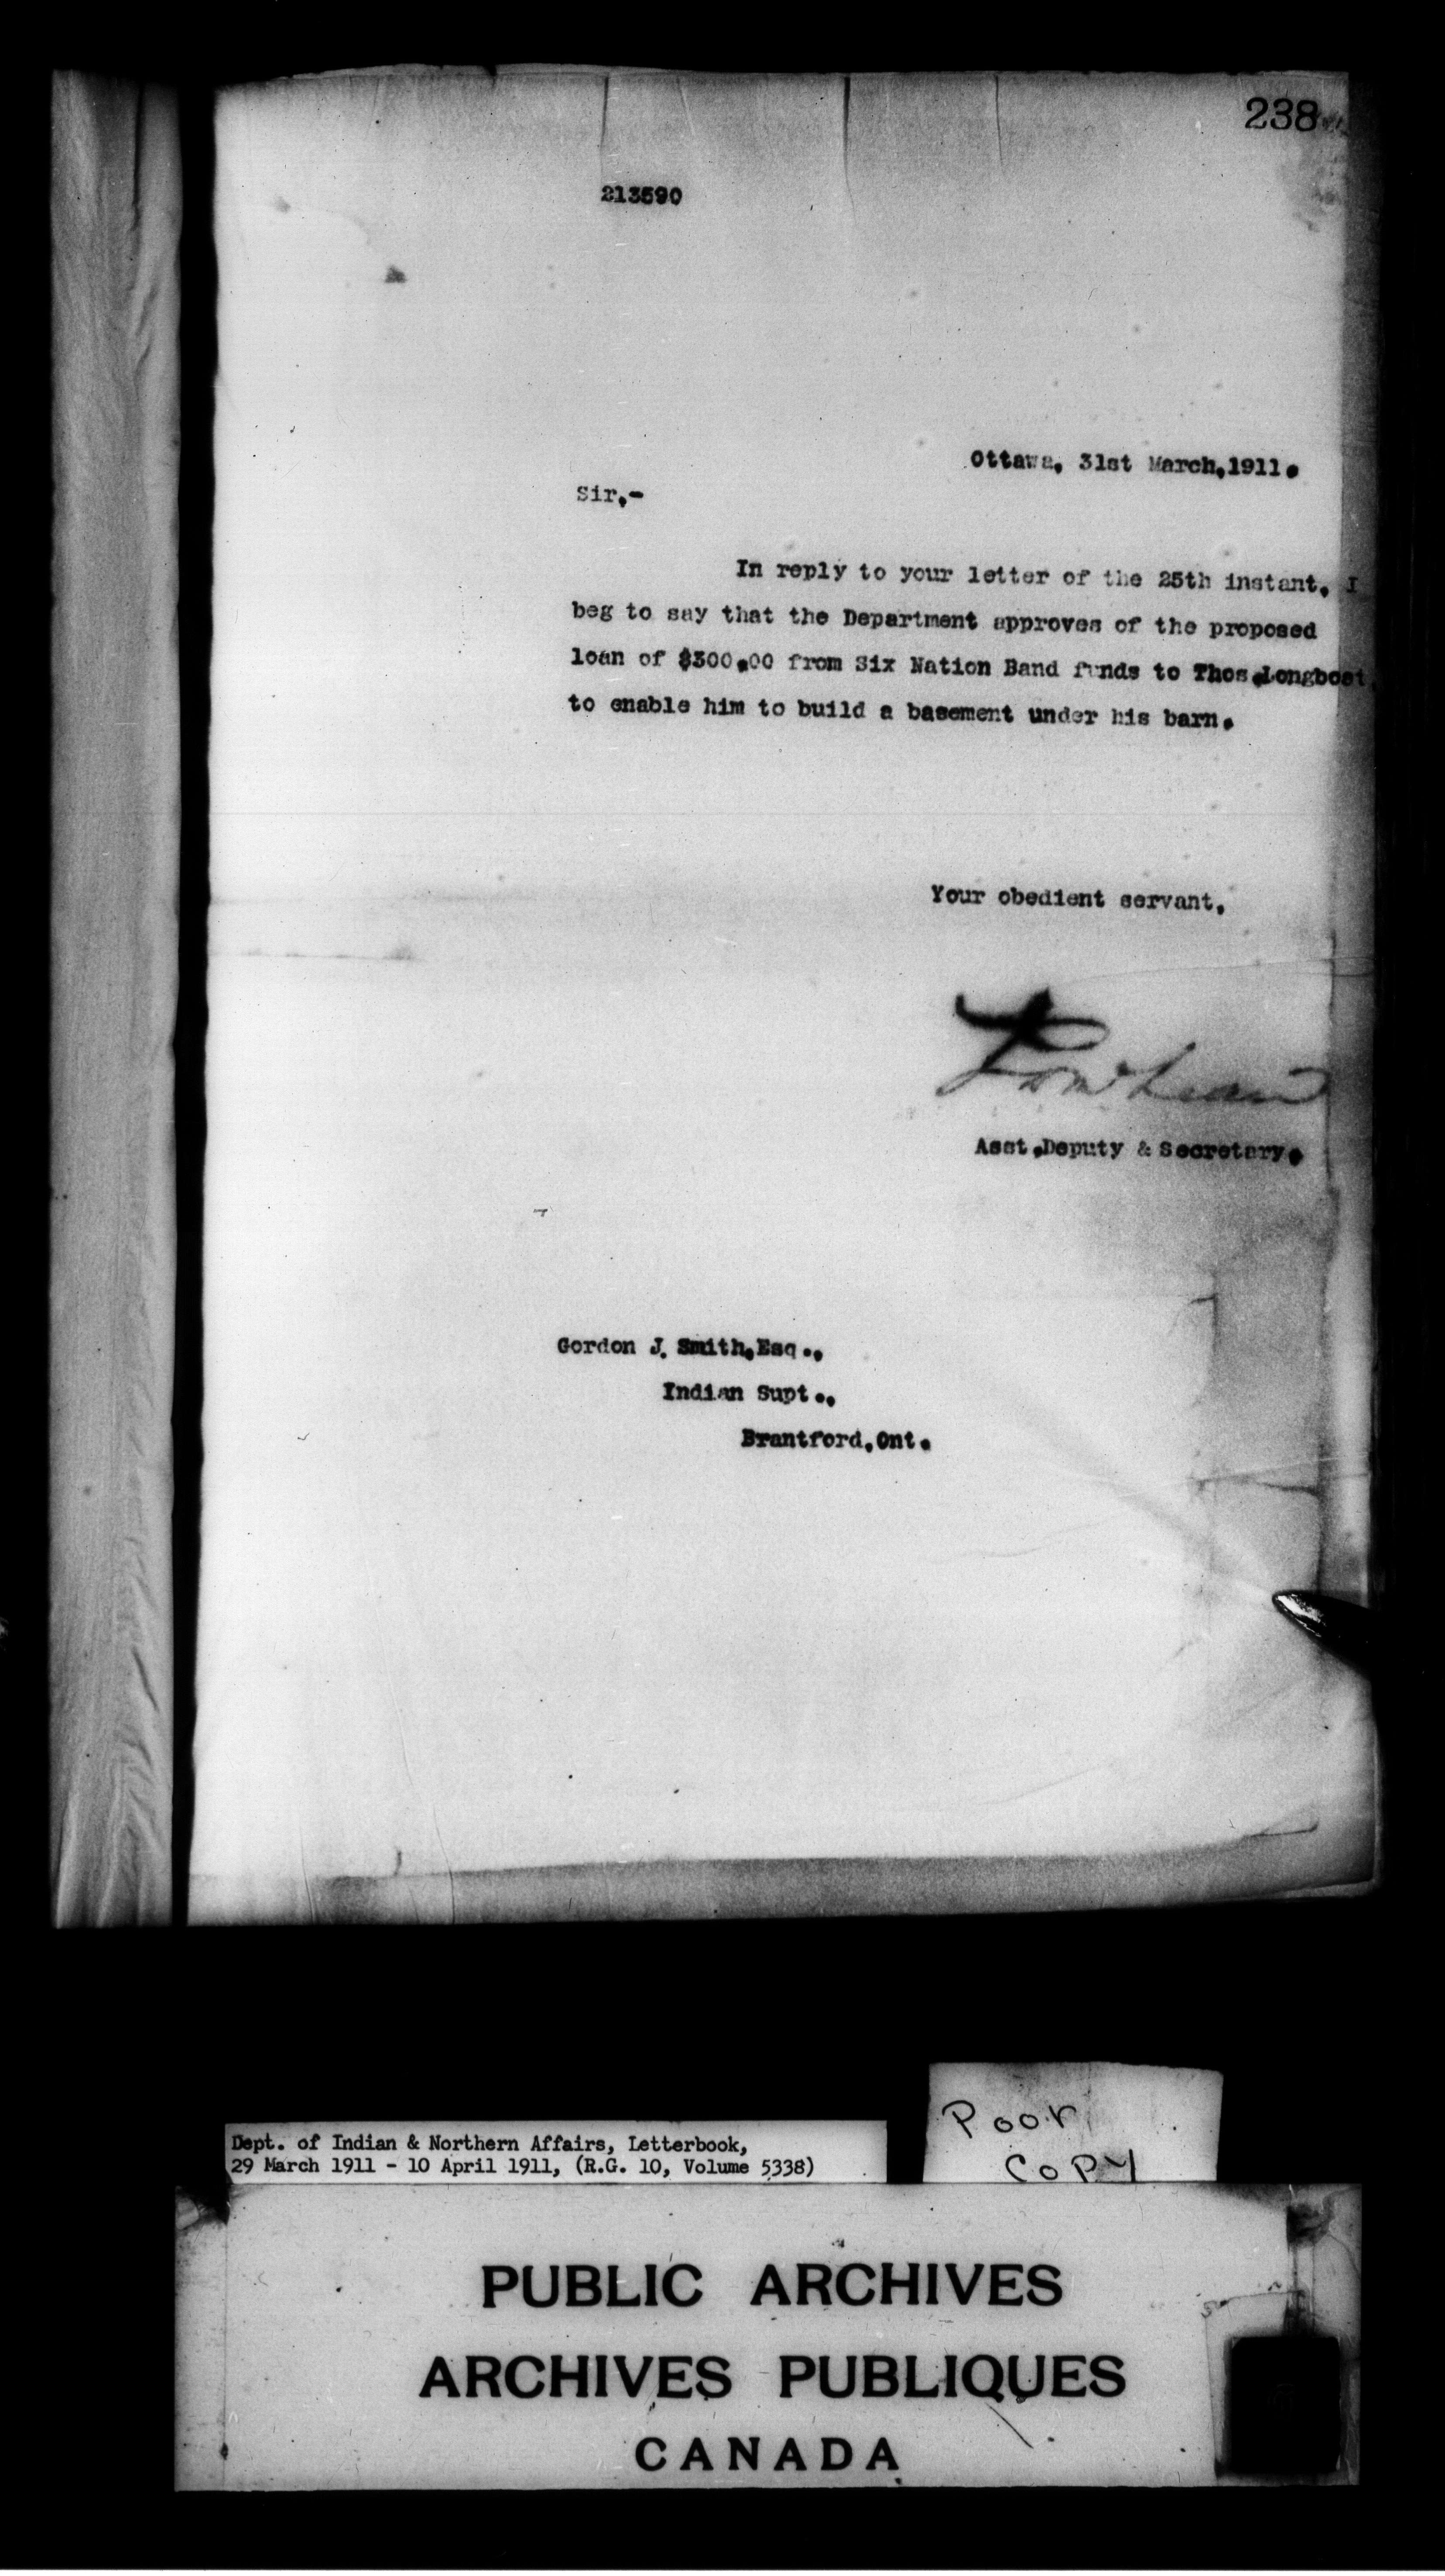 238
213590
Ottawa, 31st March,1911.
Sir,-
In reply to your letter of the 25th instant, I
beg to say that the Department approves of the proposed
loan of $300.00 from Six Nation Band funds to Thos.Longboat,
to enable him to build a basement under his barn.
Your obedient servant,
Asst.Deputy & Secretary.
Gordon J. Smith,Esq.,
Indian Supt.,
Brantford,Ont.
Dept. of Indian & Northern Affairs, Letterbook,
29 March 1911 - 10 April 1911, (R.G. 10, Volume 5338)
Poor
Copy
PUBLIC ARCHIVES
ARCHIVES PUBLIQUES
CANADA